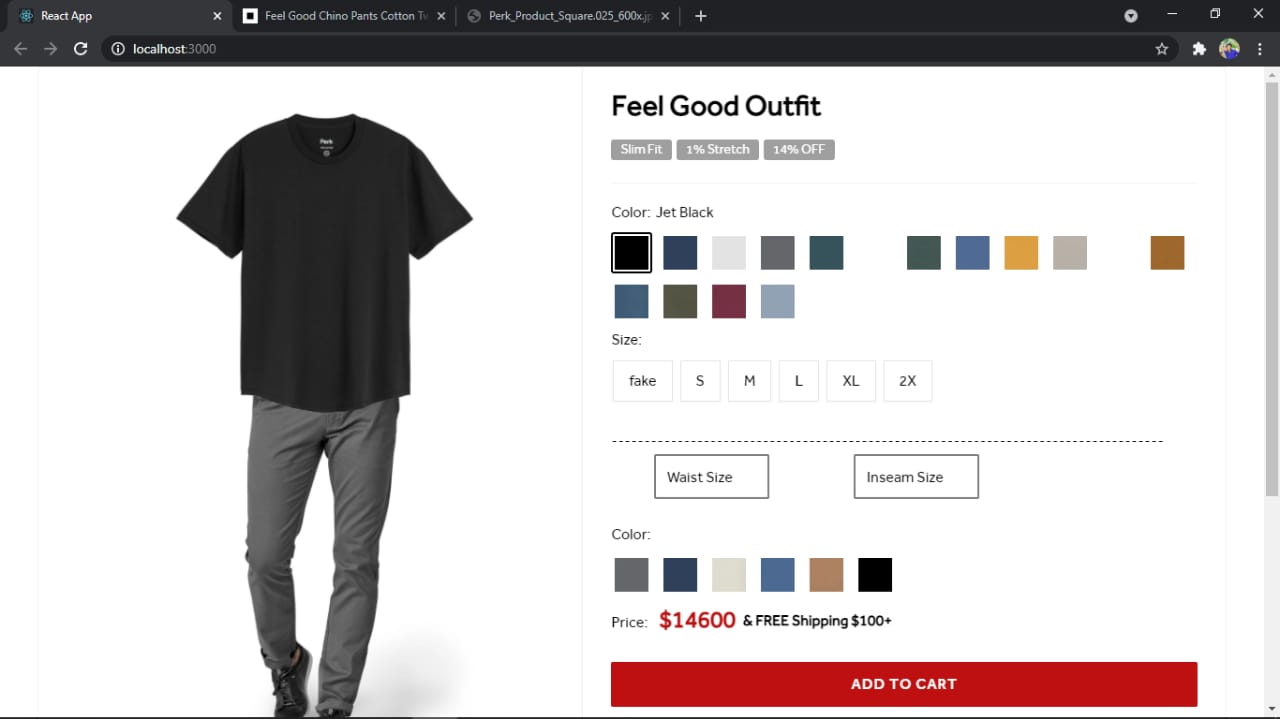 React App
Feel Good Chino Pants Cotton Tw
Perk_Product_Square.025_600x.jp
localhost:3000
Perk
Feel Good Outfit
Slim Fit 1% Stretch 14% OFF
Color: Jet Black
Size:
fake S M L XL 2X
Waist Size Inseam Size
Color:
Price: $14600 & FREE Shipping $100+
ADD TO CART